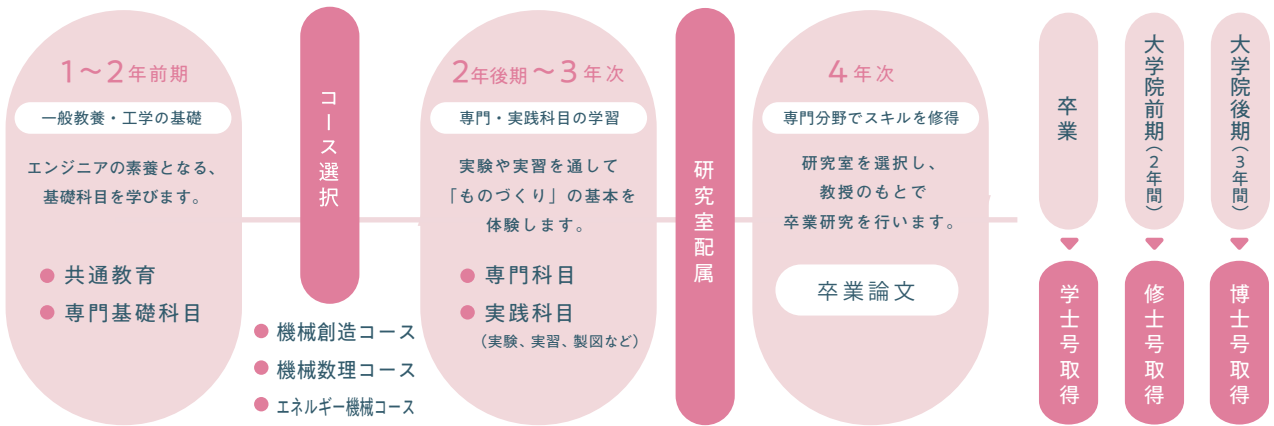 1〜2年前期
一般教養・工学の基礎
エンジニアの素養となる、
基礎科目を学びます。
共通教育
専門基礎科目
コース選択
機械創造コース
機械数理コース
エネルギー機械コース
2年後期〜3年次
専門・実践科目の学習
実験や実習を通して
「ものづくり」の基本を
体験します。
専門科目
実践科目
（実験、実習、製図など）
研究室配属
4年次
専門分野でスキルを修得
研究室を選択し、
教授のもとで
卒業研究を行います。
卒業論文
卒業
学士号取得
大学院前期（2年間）
修士号取得
大学院後期（3年間）
博士号取得